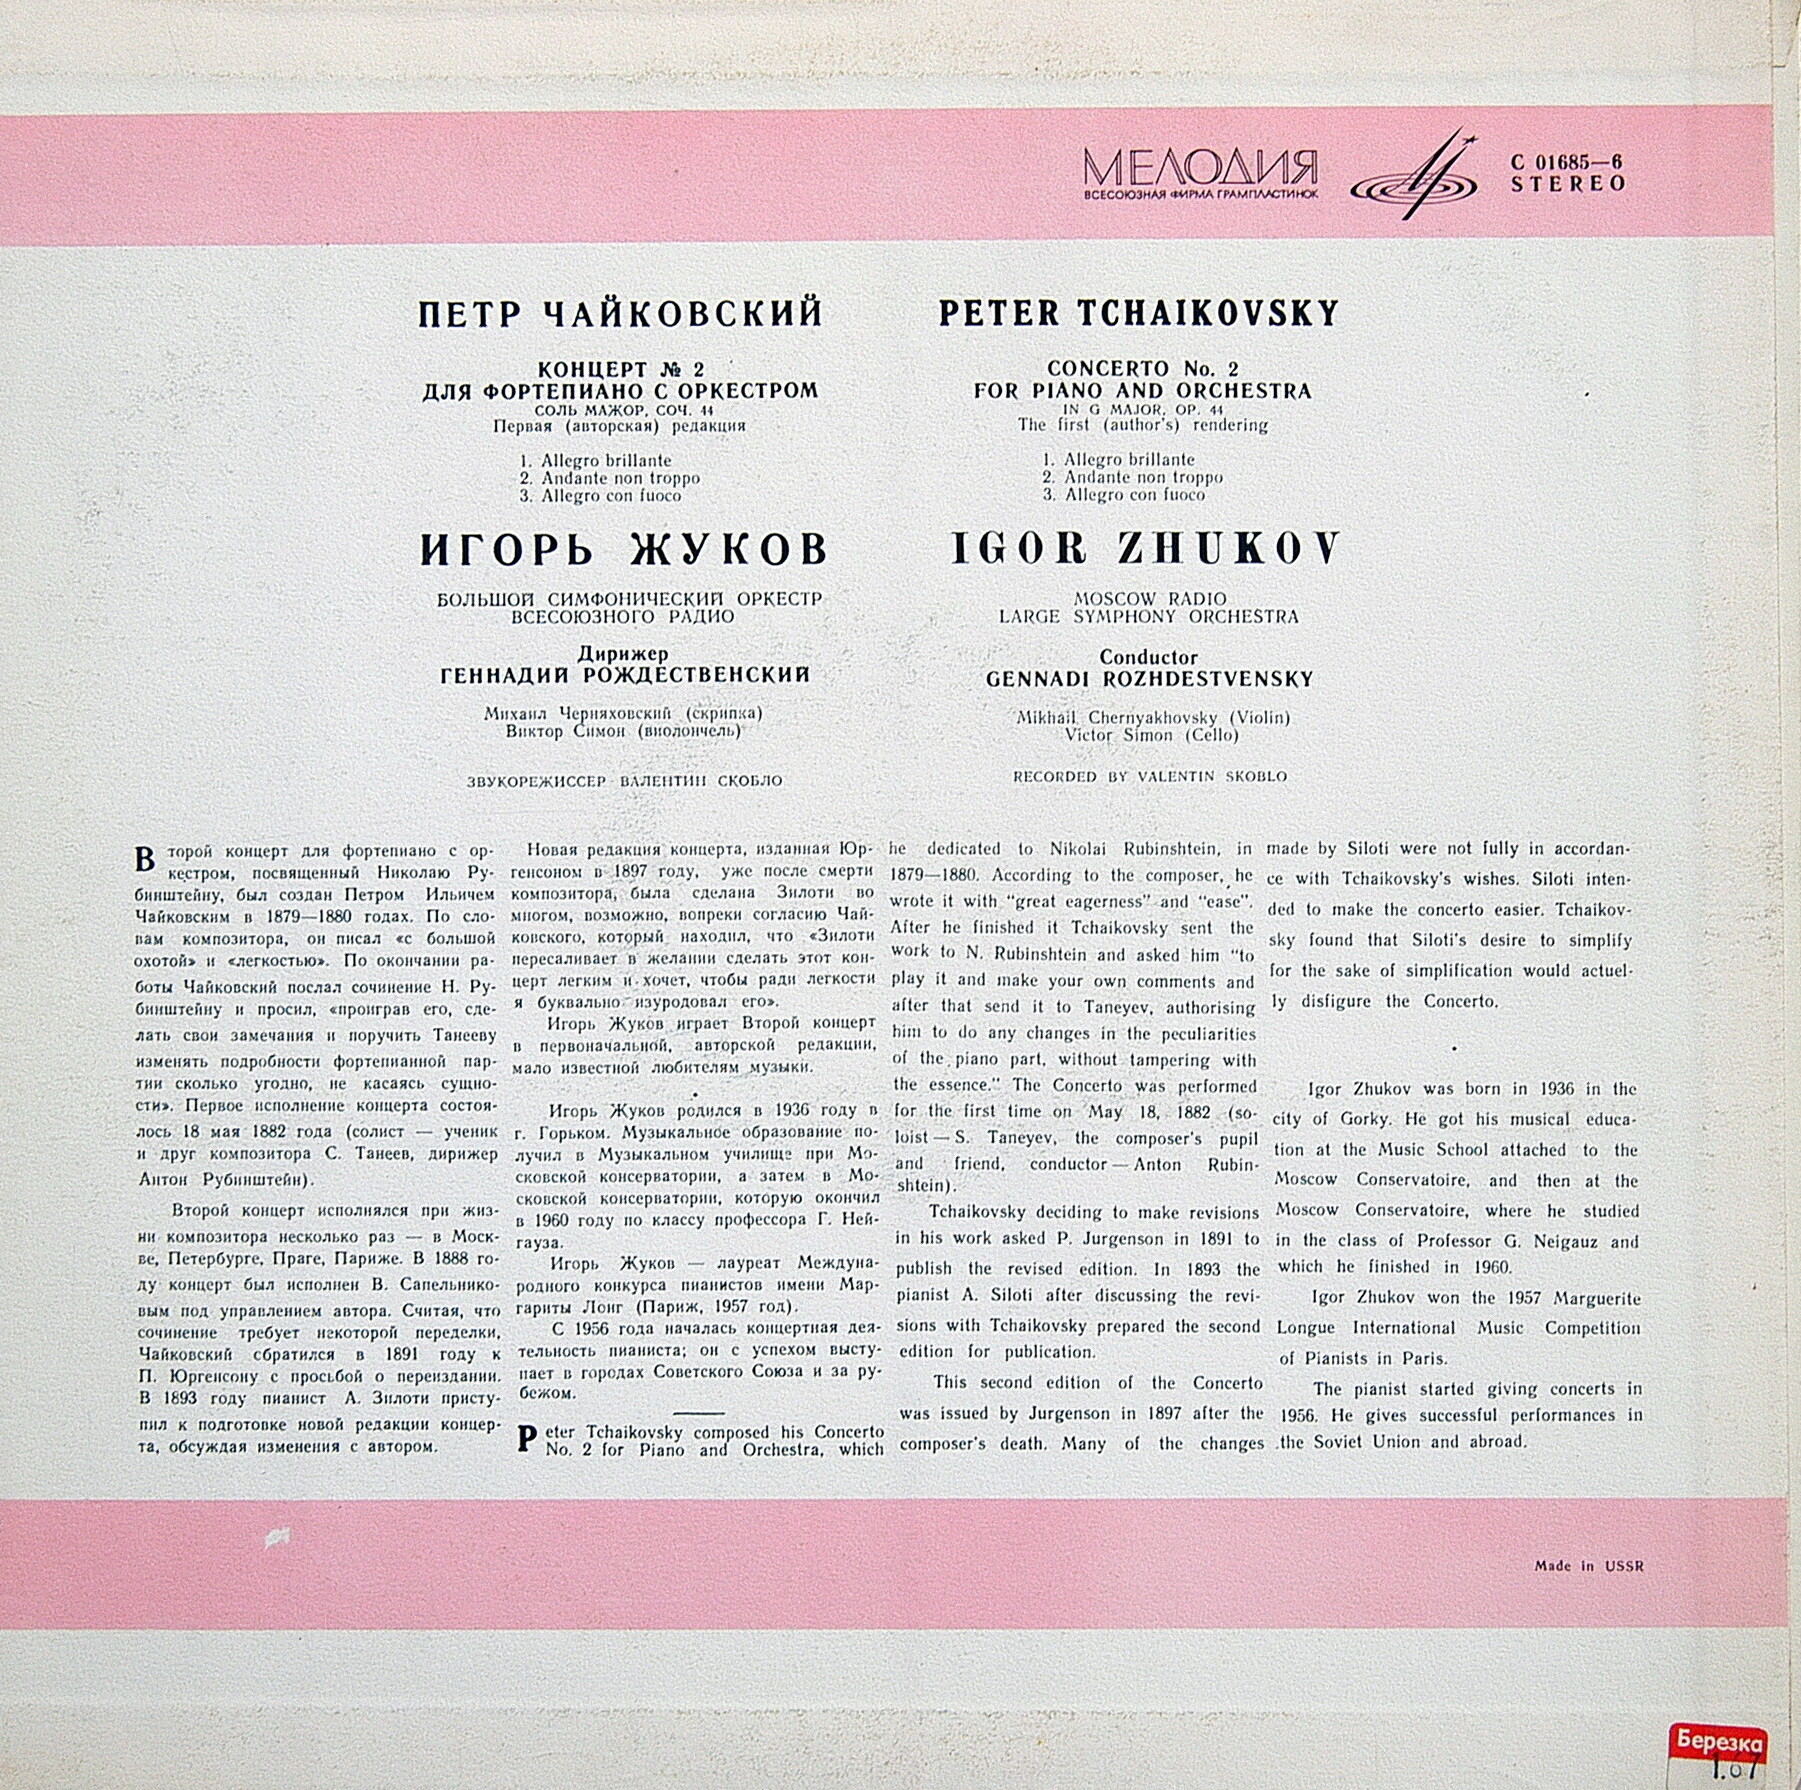 МЕЛОДИЯ
ВСЕСОЮЗНАЯ ФИРМА ГРАМПЛАСТИНОК
С 01685—6
STEREO
ПЕТР ЧАЙКОВСКИЙ
КОНЦЕРТ № 2
ДЛЯ ФОРТЕПИАНО С ОРКЕСТРОМ
СОЛЬ МАЖОР, СОЧ. 44
Первая (авторская) редакция
1. Allegro brillante
2. Andante non troppo
3. Allegro con fuoco
ИГОРЬ ЖУКОВ
БОЛЬШОЙ СИМФОНИЧЕСКИЙ ОРКЕСТР
ВСЕСОЮЗНОГО РАДИО
Дирижер
ГЕННАДИЙ РОЖДЕСТВЕНСКИЙ
Михаил Черняховский (скрипка)
Виктор Симон (виолончель)
ЗВУКОРЕЖИССЕР ВАЛЕНТИН СКОБЛО
PETER TCHAIKOVSKY
CONCERTO No. 2
FOR PIANO AND ORCHESTRA
IN G MAJOR, OP. 44
The first (author's) rendering
1. Allegro brillante
2. Andante non troppo
3. Allegro con fuoco
IGOR ZHUKOV
MOSCOW RADIO
LARGE SYMPHONY ORCHESTRA
Conductor
GENNADI ROZHDESTVENSKY
Mikhail Chernyakhovsky (Violin)
Victor Simon (Cello)
RECORDED BY VALENTIN SKOBLO
Второй концерт для фортепиано с ор-
кестром, посвященный Николаю Ру-
бинштейну, был создан Петром Ильичем
Чайковским в 1879—1880 годах. По сло-
вам композитора, он писал «с большой
охотой» и «легкостью». По окончании ра-
боты Чайковский послал сочинение Н. Ру-
бинштейну и просил, «проиграв его, сде-
лать свои замечания и поручить Танееву
изменять подробности фортепианной пар-
тии сколько угодно, не касаясь сущно-
сти». Первое исполнение концерта состоя-
лось 18 мая 1882 года (солист — ученик
и друг композитора С. Танеев, дирижер
Антон Рубинштейн).
Второй концерт исполнялся при жиз-
ни композитора несколько раз — в Моск-
ве, Петербурге, Праге, Париже. В 1888 го-
ду концерт был исполнен В. Сапельнико-
вым под управлением автора. Считая, что
сочинение требует некоторой переделки,
Чайковский сбратился в 1891 году к
П. Юргенсону с просьбой о переиздании.
В 1893 году пианист А. Зилоти присту-
пил к подготовке новой редакции концер-
та, обсуждая изменения с автором.
Новая редакция концерта, изданная Юр-
генсоном в 1897 году, уже после смерти
композитора, была сделана Зилоти во
многом, возможно, вопреки согласию Чай-
ковского, который находил, что «Зилоти
пересаливает в желании сделать этот кон-
церт легким и хочет, чтобы ради легкости
я буквально изуродовал его».
Игорь Жуков играет Второй концерт
в первоначальной, авторской редакции,
мало известной любителям музыки.
Игорь Жуков родился в 1936 году в
г. Горьком. Музыкальное образование по-
лучил в Музыкальном училище при Мо-
сковской консерватории, а затем в Мо-
сковской консерватории, которую окончил
в 1960 году по классу профессора Г. Ней-
гауза.
Игорь Жуков — лауреат Междуна-
родного конкурса пианистов имени Мар-
гариты Лонг (Париж, 1957 год).
С 1956 года началась концертная дея-
тельность пианиста; он с успехом высту-
пает в городах Советского Союза и за ру-
бежом.
Peter Tchaikovsky composed his Concerto
No. 2 for Piano and Orchestra, which
he dedicated to Nikolai Rubinshtein, in
1879—1880. According to the composer, he
wrote it with “great eagerness” and “ease”.
After he finished it Tchaikovsky sent the
work to N. Rubinshtein and asked him “to
play it and make your own comments and
after that send it to Taneyev, authorising
him to do any changes in the peculiarities
of the piano part, without tampering with
the essence.” The Concerto was performed
for the first time on May 18, 1882 (so-
loist — S. Taneyev, the composer's pupil
and friend, conductor — Anton Rubin-
shtein).
Tchaikovsky deciding to make revisions
in his work asked P. Jurgenson in 1891 to
publish the revised edition. In 1893 the
pianist A. Siloti after discussing the revi-
sions with Tchaikovsky prepared the second
edition for publication.
This second edition of the Concerto
was issued by Jurgenson in 1897 after the
composer's death. Many of the changes
made by Siloti were not fully in accordan-
ce with Tchaikovsky's wishes. Siloti inten-
ded to make the concerto easier. Tchaikov-
sky found that Siloti's desire to simplify
for the sake of simplification would actuel-
ly disfigure the Concerto.
Igor Zhukov was born in 1936 in the
city of Gorky. He got his musical educa-
tion at the Music School attached to the
Moscow Conservatoire, and then at the
Moscow Conservatoire, where he studied
in the class of Professor G. Neigauz and
which he finished in 1960.
Igor Zhukov won the 1957 Marguerite
Longue International Music Competition
of Pianists in Paris.
The pianist started giving concerts in
1956. He gives successful performances in
the Soviet Union and abroad.
Made in USSR
Березка
1.67